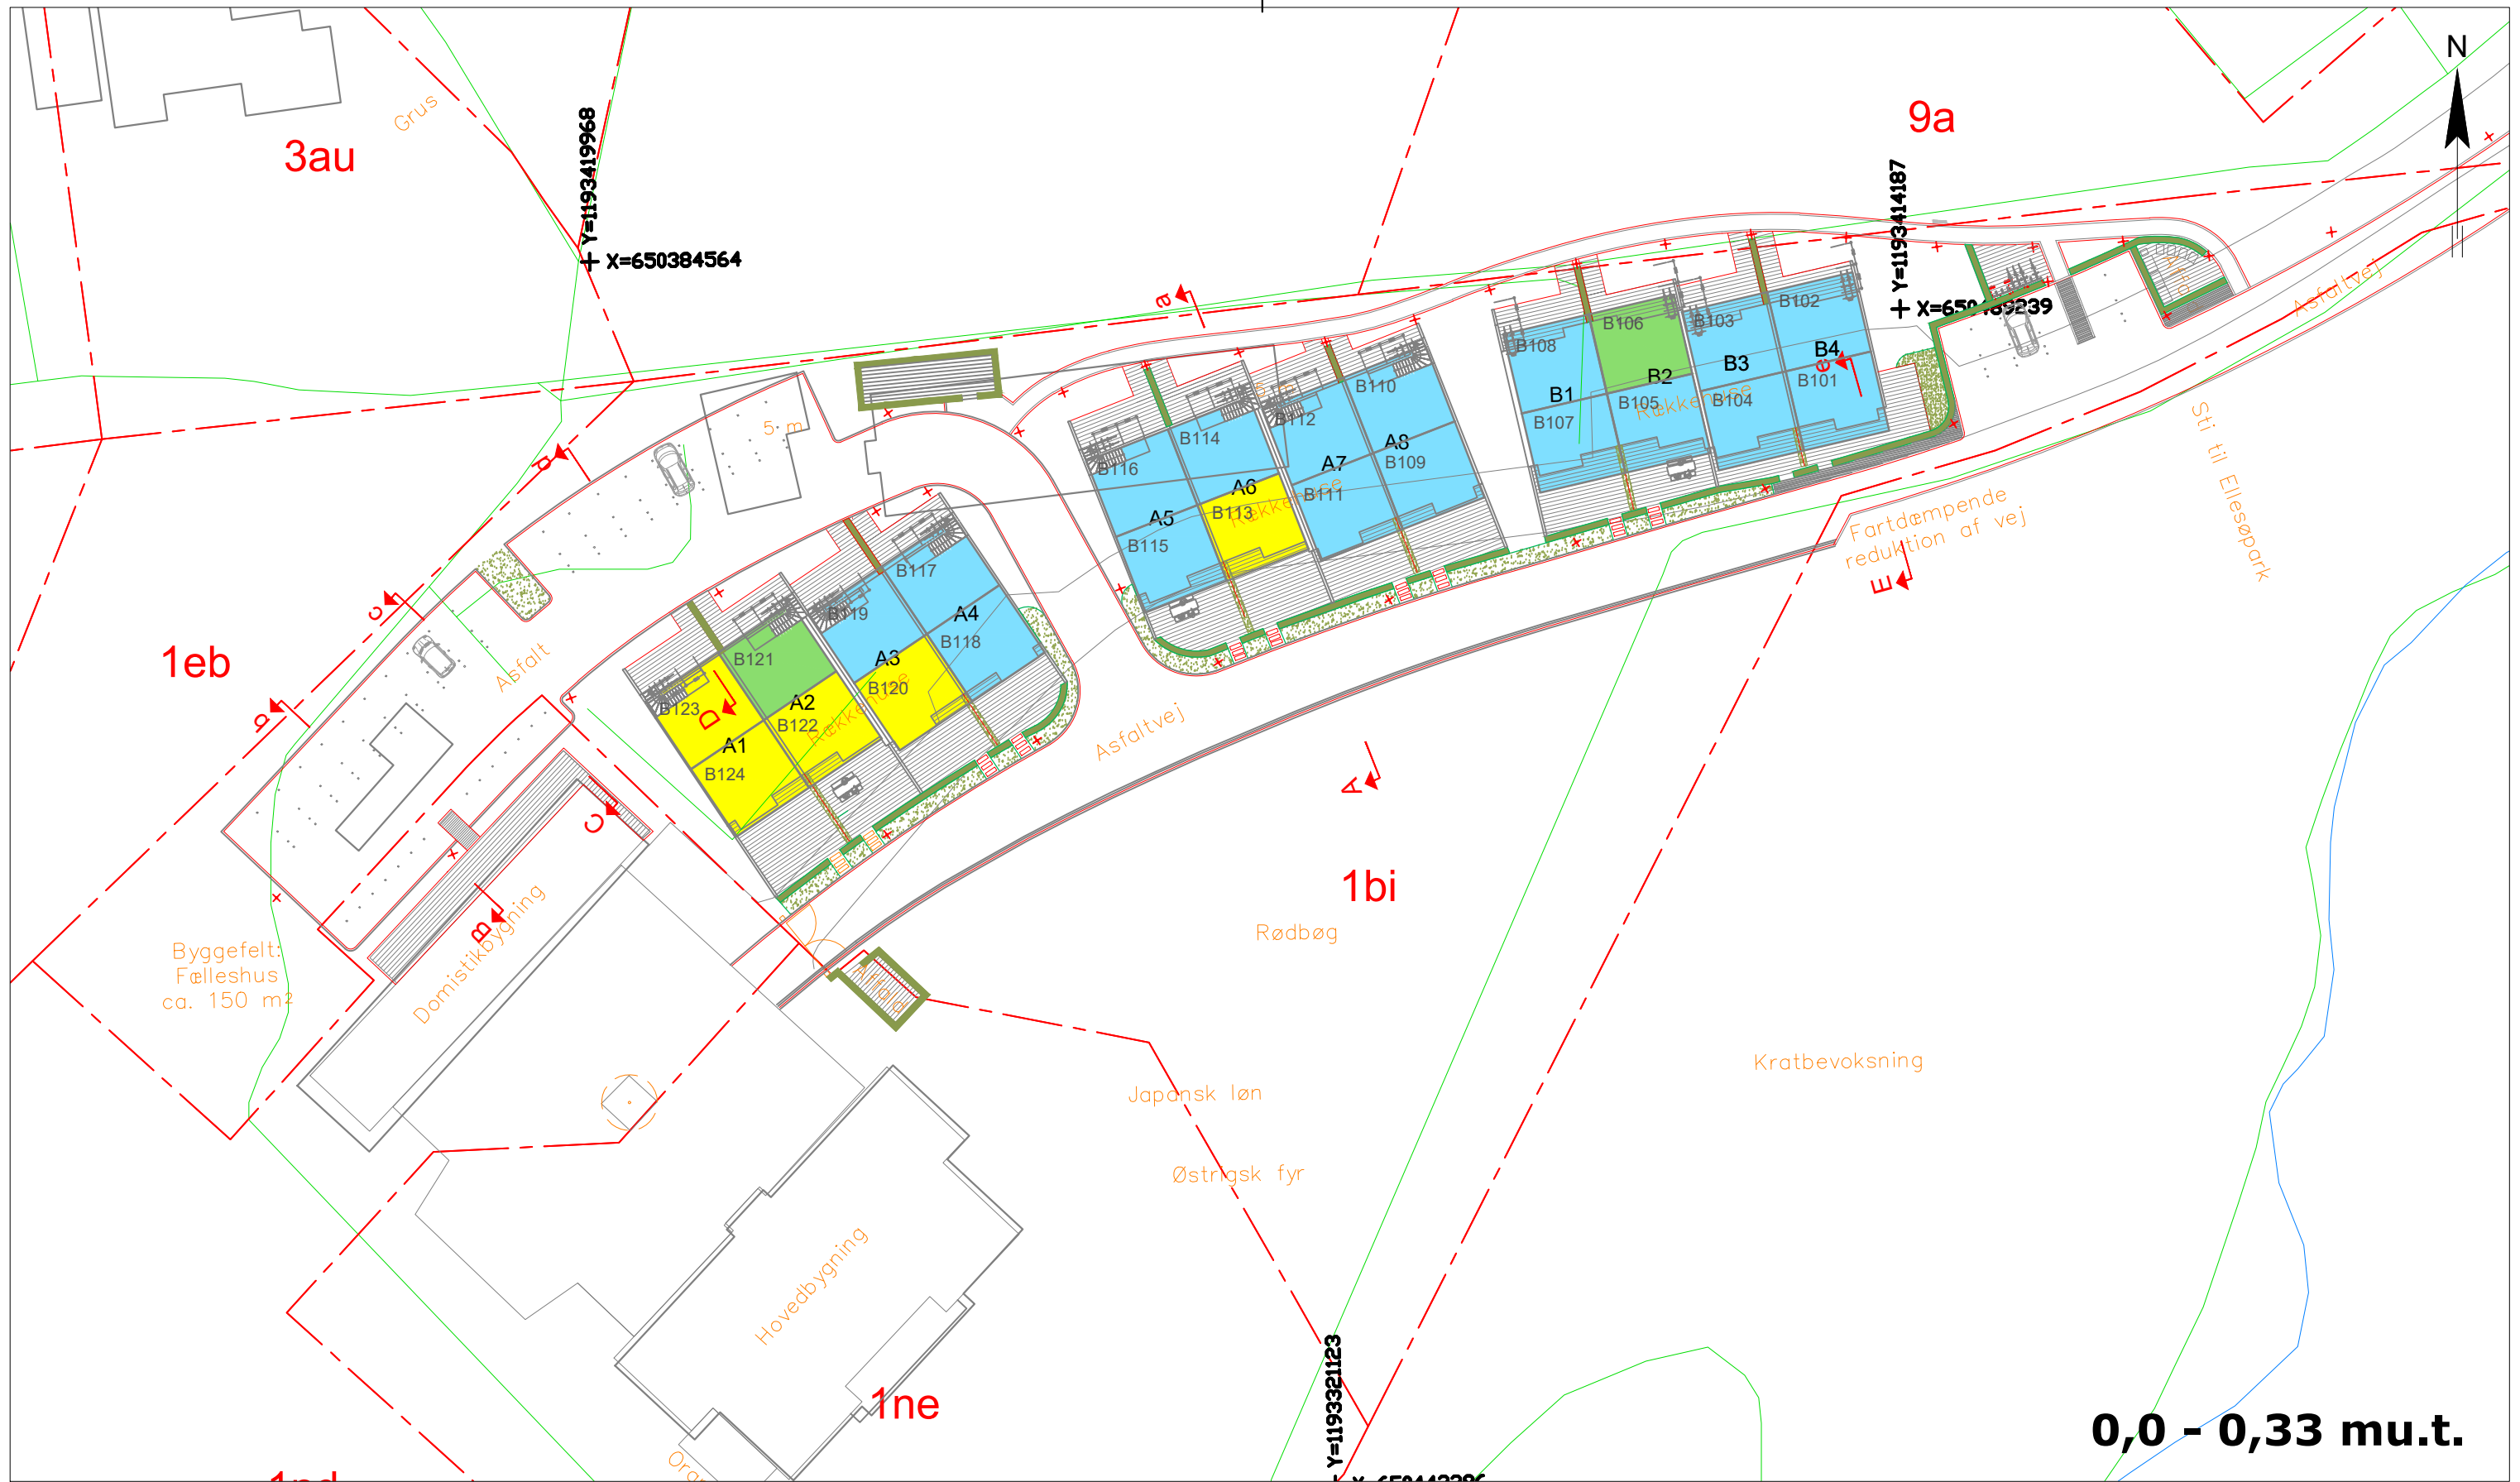 N
9a
3au
Grus
Y=1193419968
X=650384564
Y=1193414187
a
B102
B106
B103
B108
Asfaltvej
B4
B3
B2
B1
e
B101
B105
B104
B107
Rækkehuse
B110
B112
B114
B116
A8
A7
A6
A5
B109
B111
B113
B115
5 m
Sti til Ellesøpark
Fartdæmpende
reduktion af vej
E
B117
B119
B121
B123
A4
A3
A2
A1
B118
B120
B122
B124
Rækkehuse
D
c
1eb
Asfalt
Asfaltvej
A
C
B
1bi
Rødbøg
Byggefelt:
Fælleshus
ca. 150 m²
Domistikbygning
Affald
Kratbevoksning
Japansk løn
Østrigsk fyr
Hovedbygning
1ne
Y=1193321123
0,0 - 0,33 mu.t.